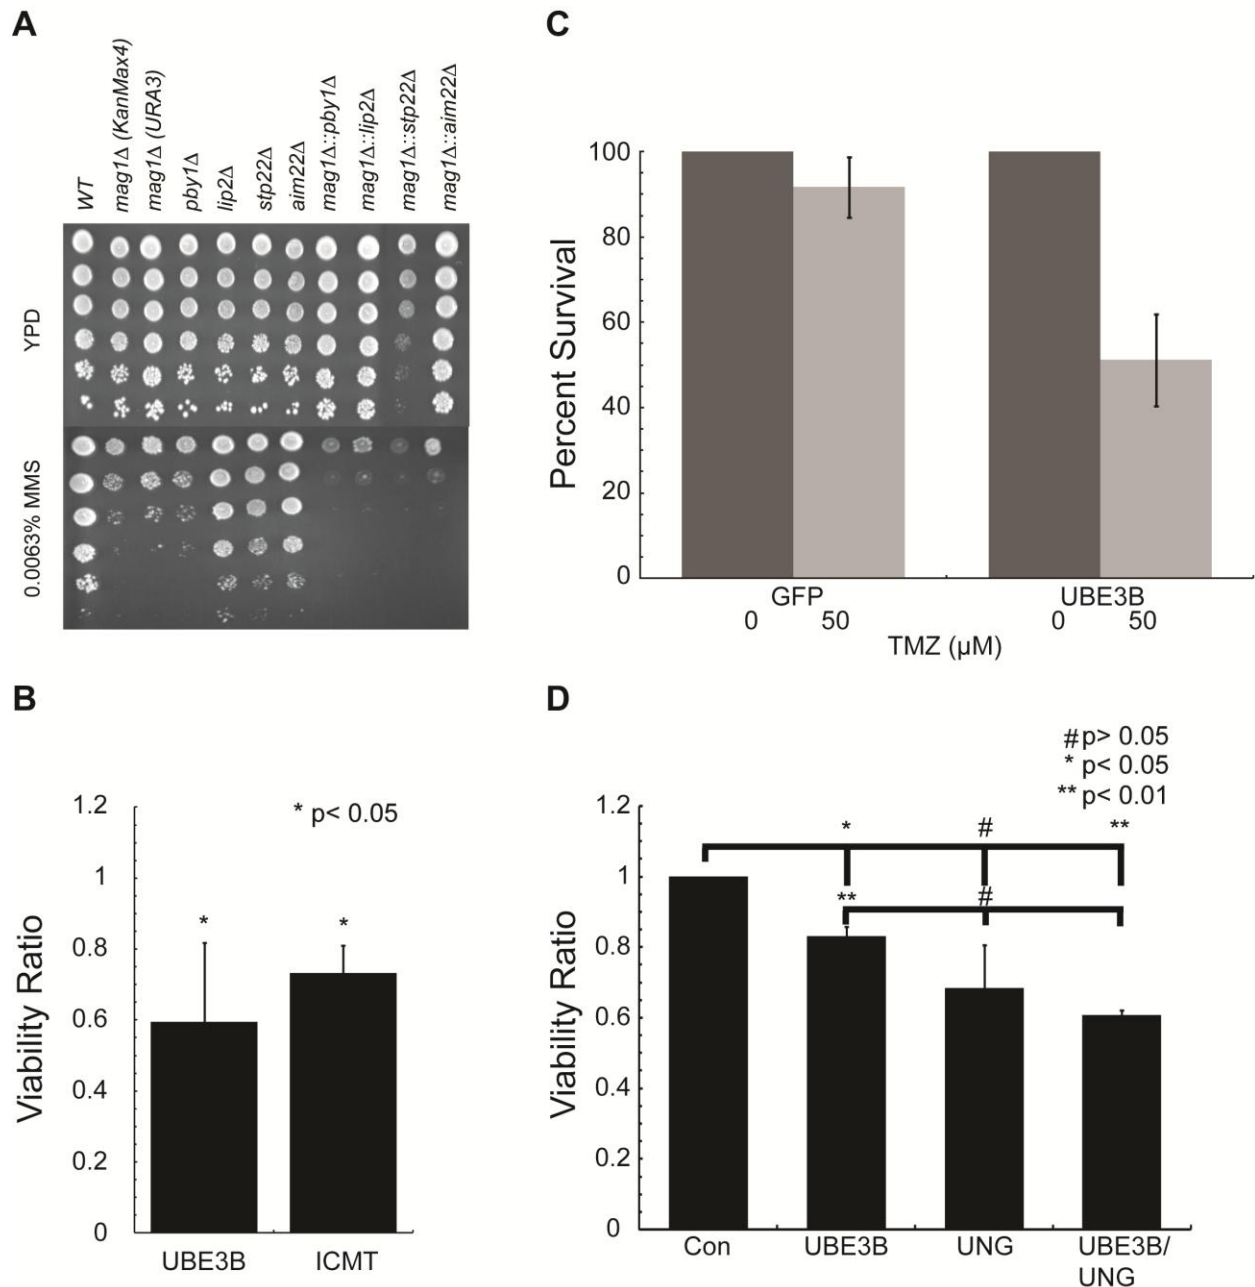 A
WT
mag1Δ (KanMax4)
mag1Δ (URA3)
pby1Δ
lip2Δ
stp22Δ
aim22Δ
mag1Δ::pby1Δ
mag1Δ::lip2Δ
mag1Δ::stp22Δ
mag1Δ::aim22Δ
YPD
0.0063% MMS
C
Percent Survival
100
80
60
40
20
0
GFP
UBE3B
0
50
0
50
TMZ (µM)
B
Viability Ratio
1.2
1
0.8
0.6
0.4
0.2
0
* p< 0.05
*
*
UBE3B
ICMT
D
# p> 0.05
* p< 0.05
** p< 0.01
Viability Ratio
1.2
1
0.8
0.6
0.4
0.2
0
*
#
**
**
#
Con
UBE3B
UNG
UBE3B/
UNG